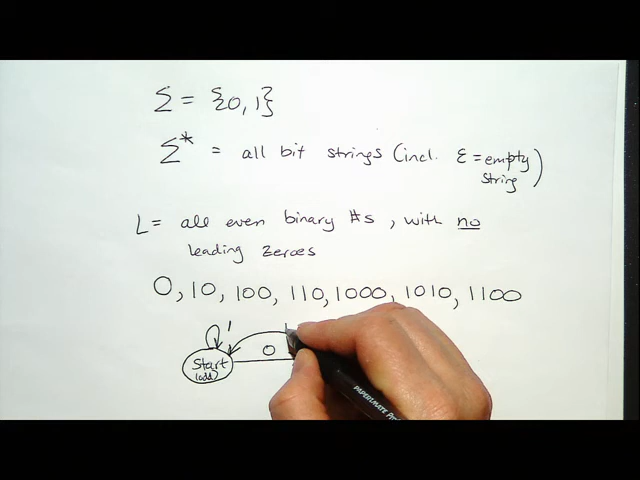 Σ = {0, 1}
Σ* = all bit strings (incl. ε = empty string)
L = all even binary #s, with no
leading zeroes
0, 10, 100, 110, 1000, 1010, 1100
1
0
Start
(odd)
PAPERMATE